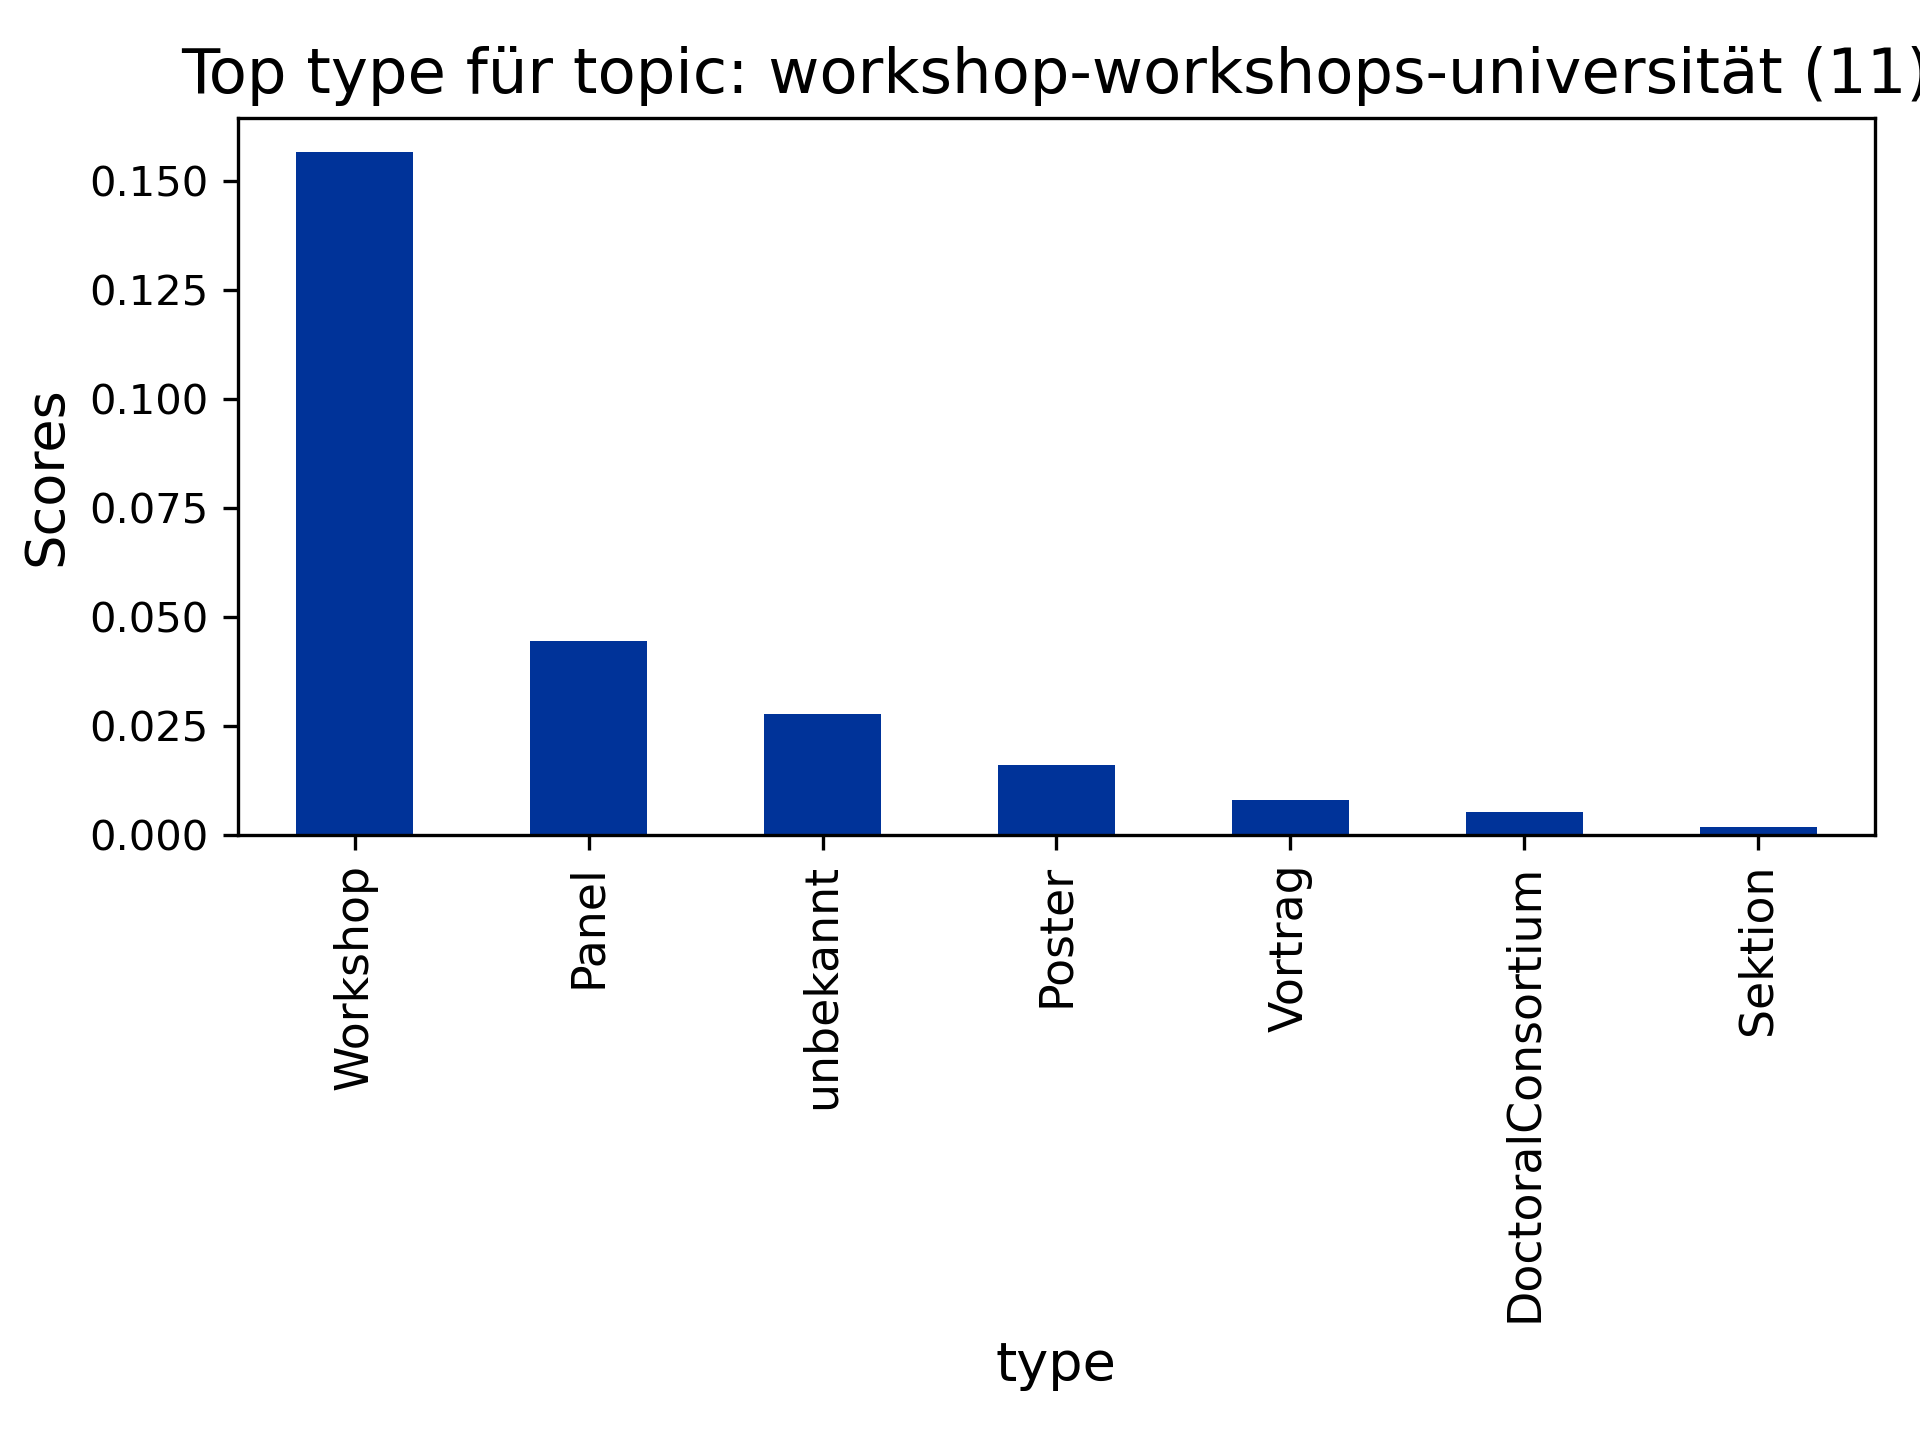 Top type für topic: workshop-workshops-universität (11)
Scores
0.150
0.125
0.100
0.075
0.050
0.025
0.000
Workshop
Panel
unbekannt
Poster
Vortrag
DoctoralConsortium
Sektion
type